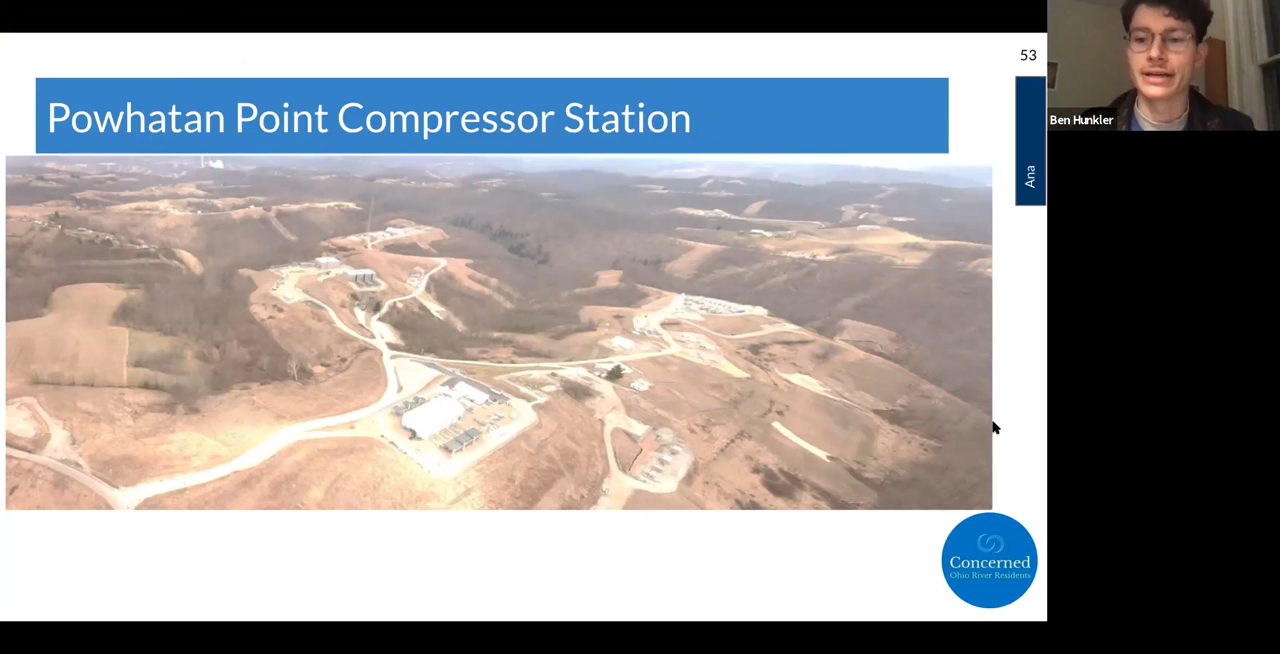 53
Powhatan Point Compressor Station
Ana
Ben Hunkler
Concerned
Ohio River Residents